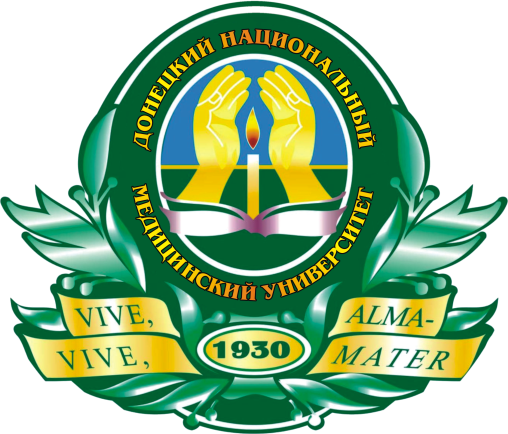 ДОНЕЦКИЙ НАЦИОНАЛЬНЫЙ
МЕДИЦИНСКИЙ УНИВЕРСИТЕТ
VIVE,
VIVE,
1930
ALMA-
MATER